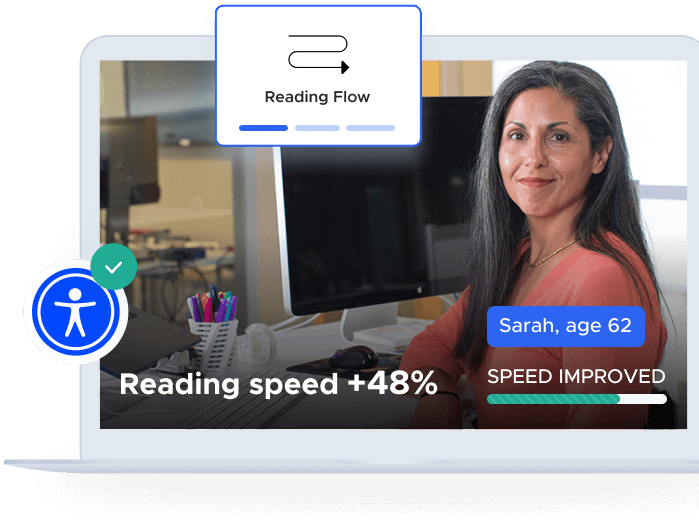 Reading Flow
Sarah, age 62
Reading speed +48%
SPEED IMPROVED